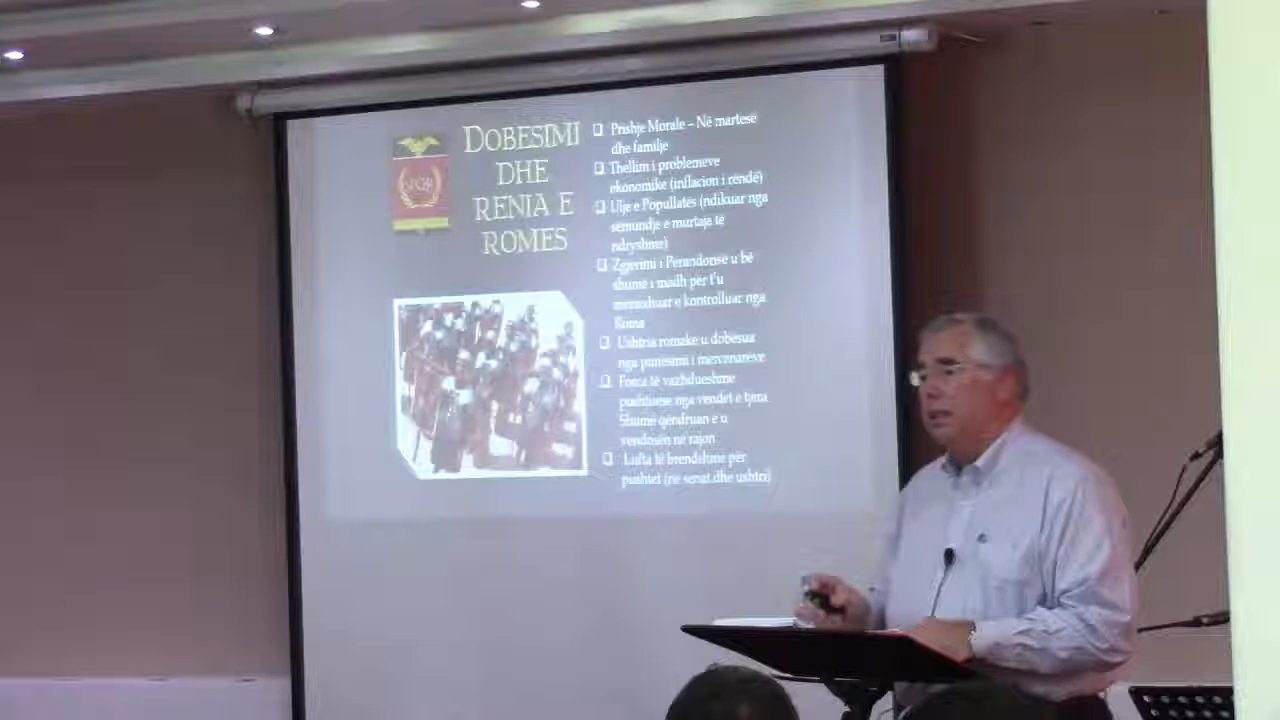 DOBESIMI
DHE
RENIA E
ROMES
Prishje Morale – Në martesë
dhe familje
Thellim i problemeve
ekonomike (inflacion i rëndë)
Ulje e Popullatës (ndikuar nga
sëmundje e murtaja të
ndryshme)
Zgjerimi i Perandorisë u bë
shumë i madh për t'u
menaxhuar e kontrolluar nga
Roma
Ushtria romake u dobësua
nga punësimi i mercenarëve
Forca të vazhdueshme
pushtuese nga vendet e tjera
Shumë qëndruan e u
vendosën në rajon
Lufta të brendshme për
pushtet (në senat dhe ushtri)